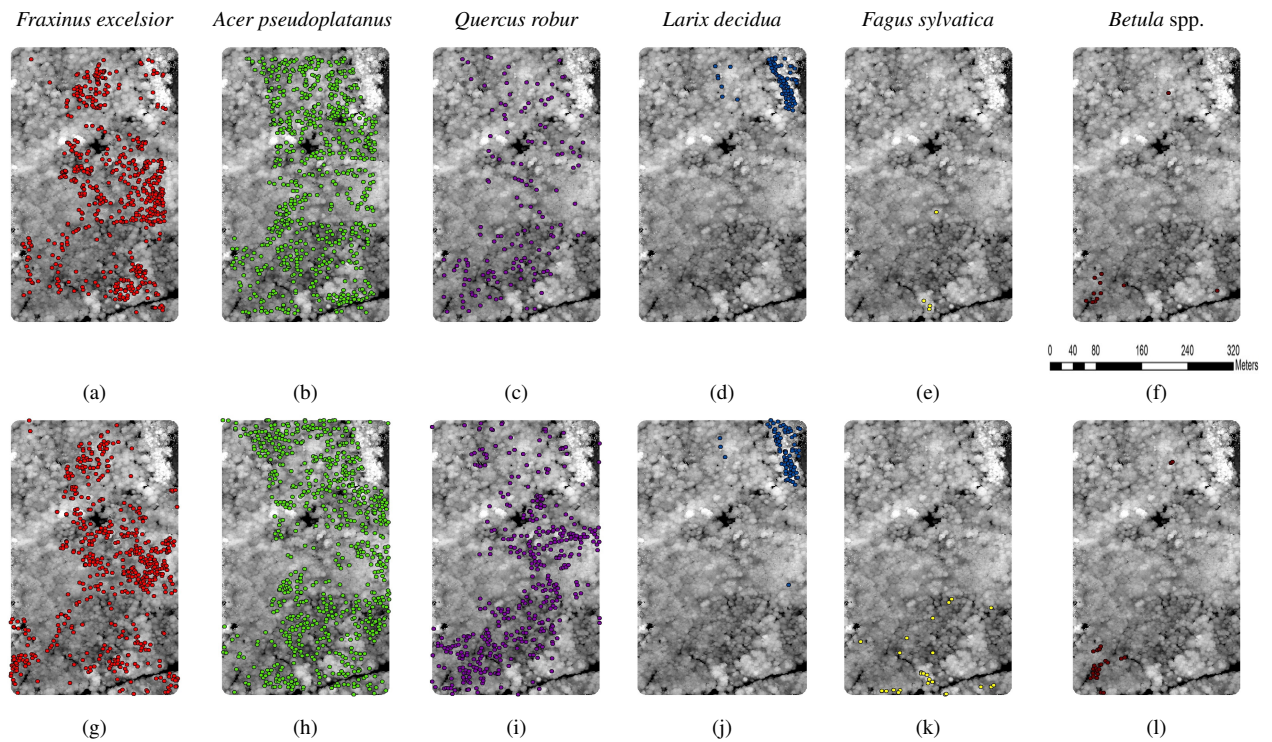 Fraxinus excelsior
Acer pseudoplatanus
Quercus robur
Larix decidua
Fagus sylvatica
Betula spp.
0 40 80 160 240 320
Meters
(a)
(b)
(c)
(d)
(e)
(f)
(g)
(h)
(i)
(j)
(k)
(l)